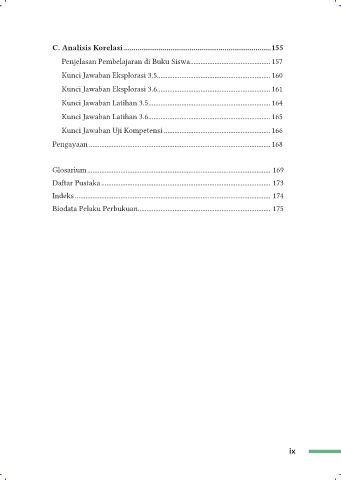 C. Analisis Korelasi ........................................................................ 155
Penjelasan Pembelajaran di Buku Siswa........................................ 157
Kunci Jawaban Eksplorasi 3.5........................................................ 160
Kunci Jawaban Eksplorasi 3.6........................................................ 161
Kunci Jawaban Latihan 3.5............................................................. 164
Kunci Jawaban Latihan 3.6............................................................. 165
Kunci Jawaban Uji Kompetensi ..................................................... 166
Pengayaan ........................................................................................... 168
Glosarium ............................................................................................ 169
Daftar Pustaka ..................................................................................... 173
Indeks ................................................................................................... 174
Biodata Pelaku Perbukuan................................................................. 175
ix